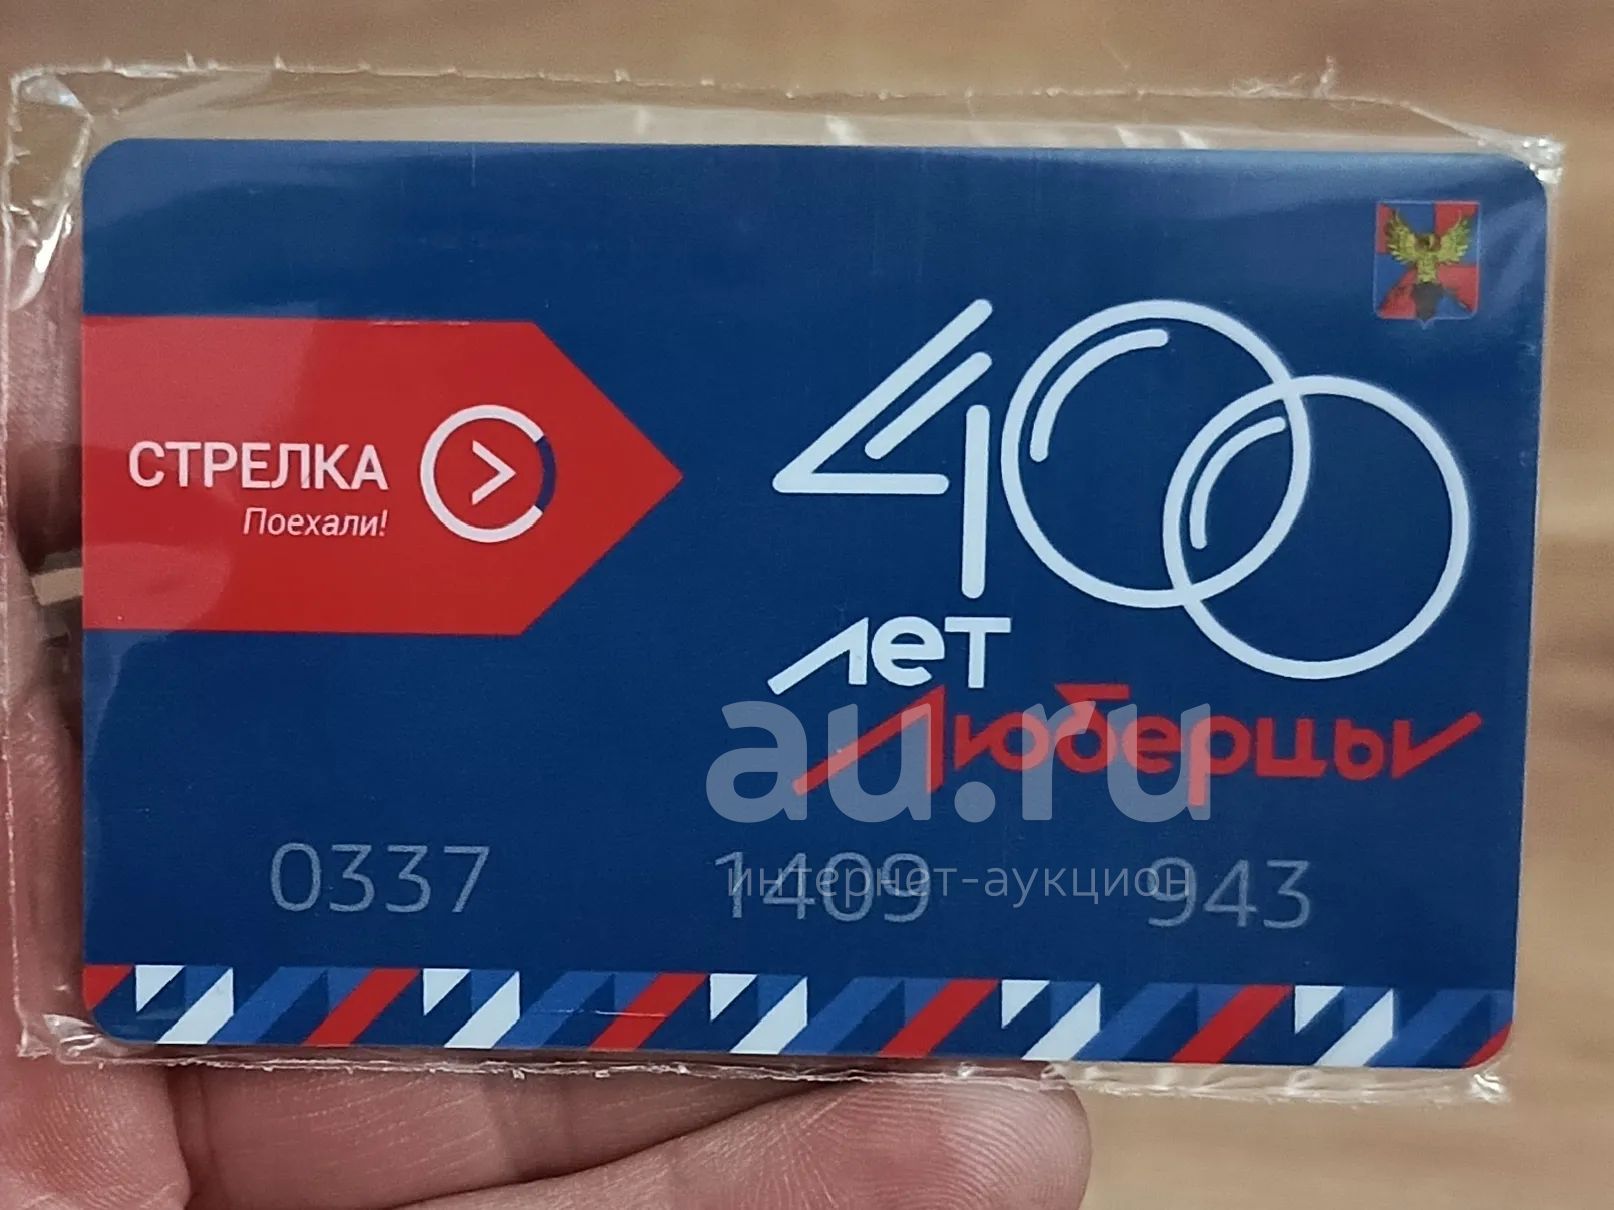 СТРЕЛКА
Поехали!
400
лет
Люберцы
au.ru
интернет-аукцион
0337 1409 943